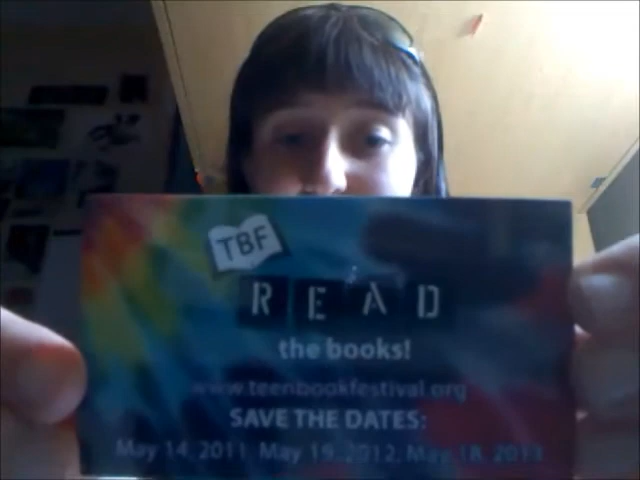 TBF
READ
the books!
www.teenbookfestival.org
SAVE THE DATES:
May 14, 2011, May 19, 2012, May 18, 2013